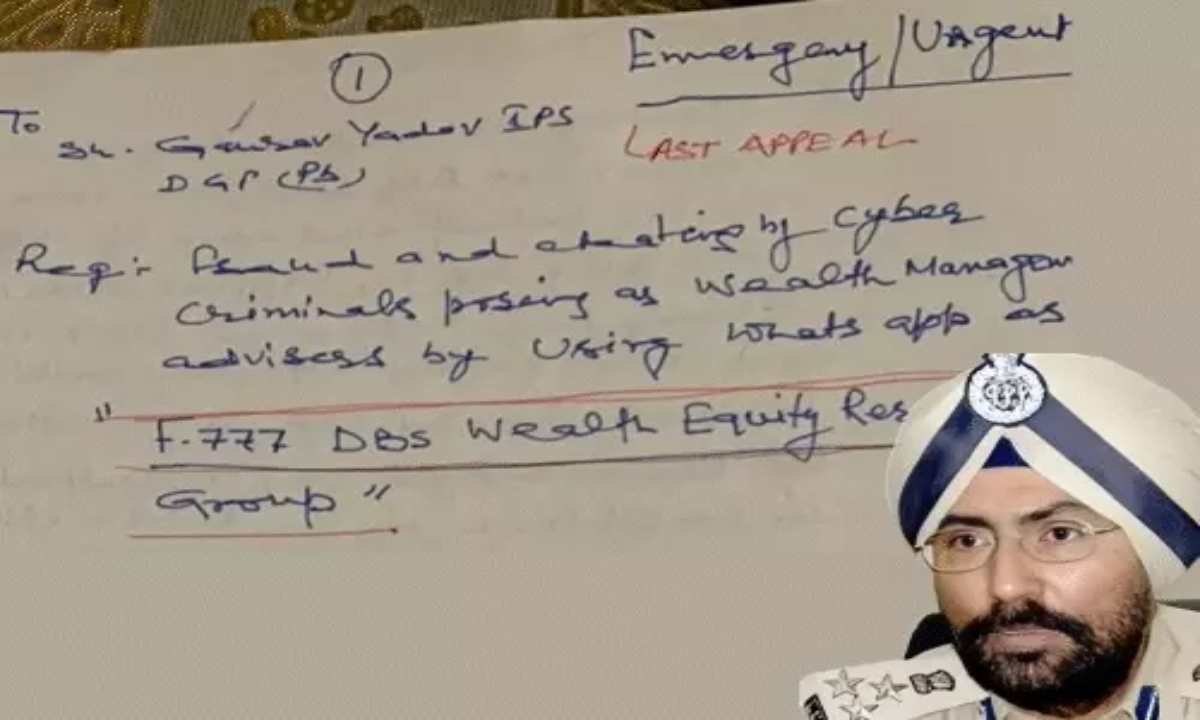 ①
Emergency/Urgent
To
Sh. Gaurav Yadav IPS
LAST APPEAL
DGP (PB)
Reg:- Fraud and cheating by Cyber
Criminals posing as Wealth Managem
advisers by Using Whats app as
"F.777 DBS Wealth Equity Res
Group"